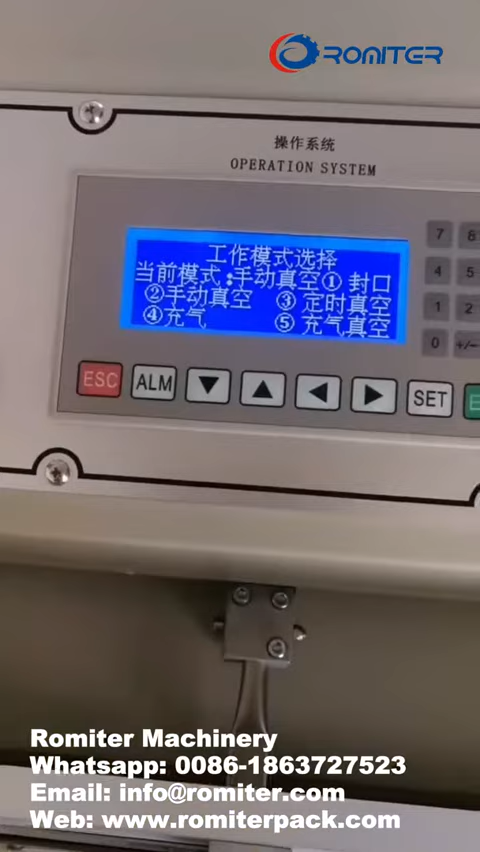 ROMITER
操作系统
OPERATION SYSTEM
工作模式选择
当前模式:手动真空① 封口
②手动真空 ③ 定时真空
④充气 ⑤ 充气真空
7 8
4 5
1 2
0 +/-
ESC ALM ▼ ▲ ◀ ▶ SET E
Romiter Machinery
Whatsapp: 0086-18637727523
Email: info@romiter.com
Web: www.romiterpack.com